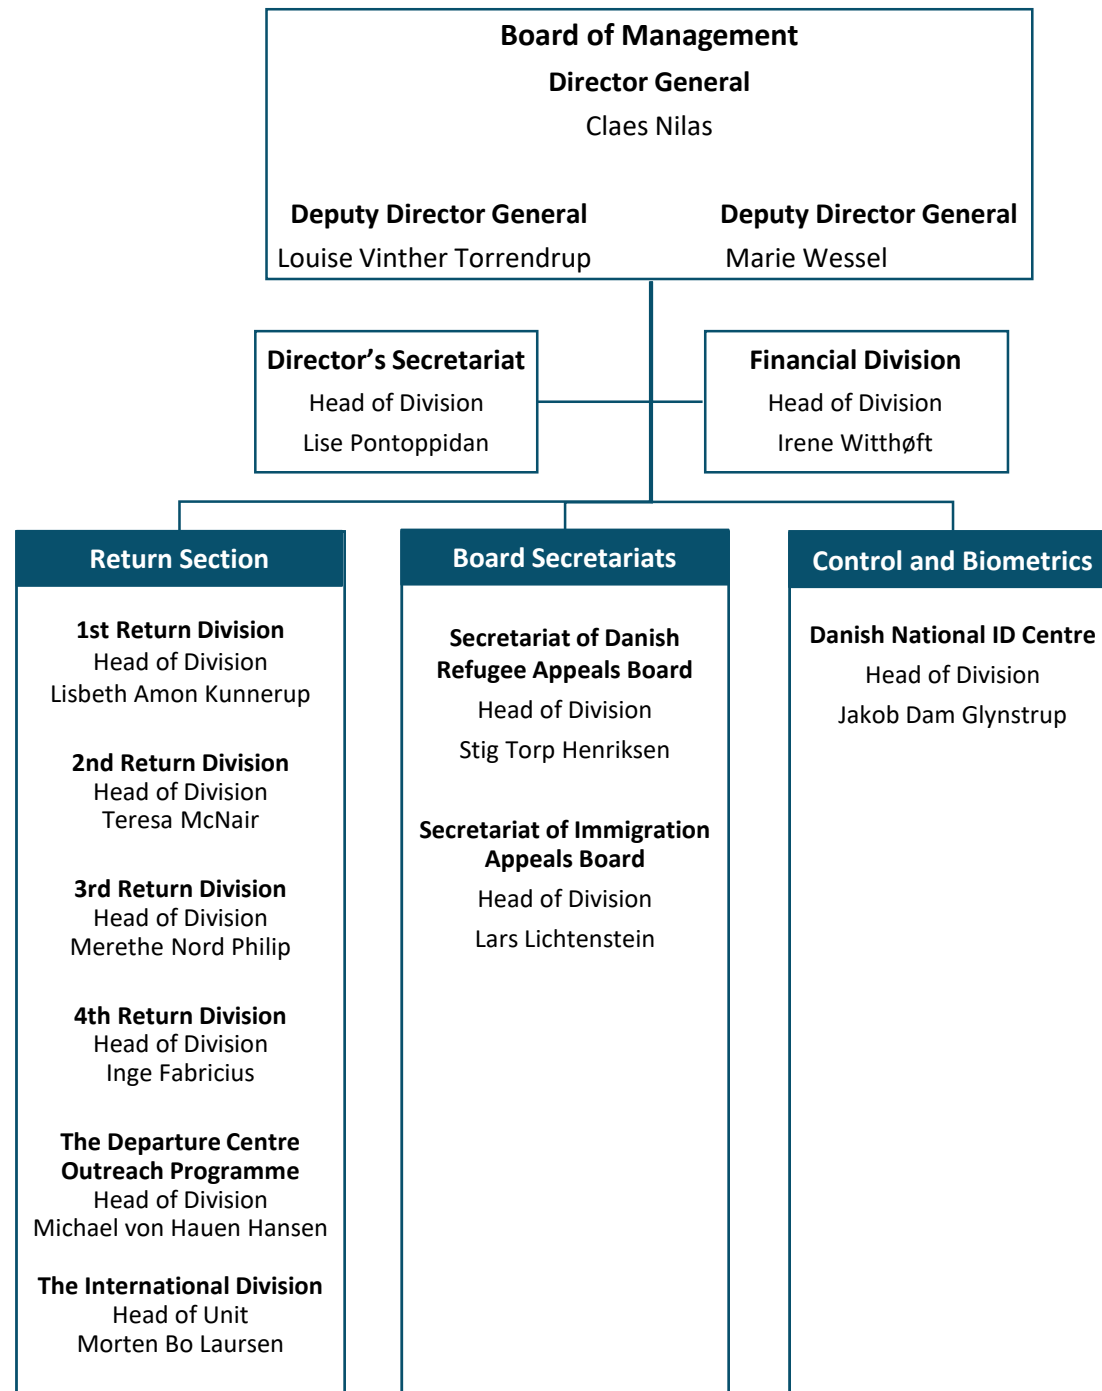 Board of Management
Director General
Claes Nilas
Deputy Director General
Louise Vinther Torrendrup
Deputy Director General
Marie Wessel
Director’s Secretariat
Head of Division
Lise Pontoppidan
Financial Division
Head of Division
Irene Witthøft
Return Section
1st Return Division
Head of Division
Lisbeth Amon Kunnerup
2nd Return Division
Head of Division
Teresa McNair
3rd Return Division
Head of Division
Merethe Nord Philip
4th Return Division
Head of Division
Inge Fabricius
The Departure Centre
Outreach Programme
Head of Division
Michael von Hauen Hansen
The International Division
Head of Unit
Morten Bo Laursen
Board Secretariats
Secretariat of Danish
Refugee Appeals Board
Head of Division
Stig Torp Henriksen
Secretariat of Immigration
Appeals Board
Head of Division
Lars Lichtenstein
Control and Biometrics
Danish National ID Centre
Head of Division
Jakob Dam Glynstrup